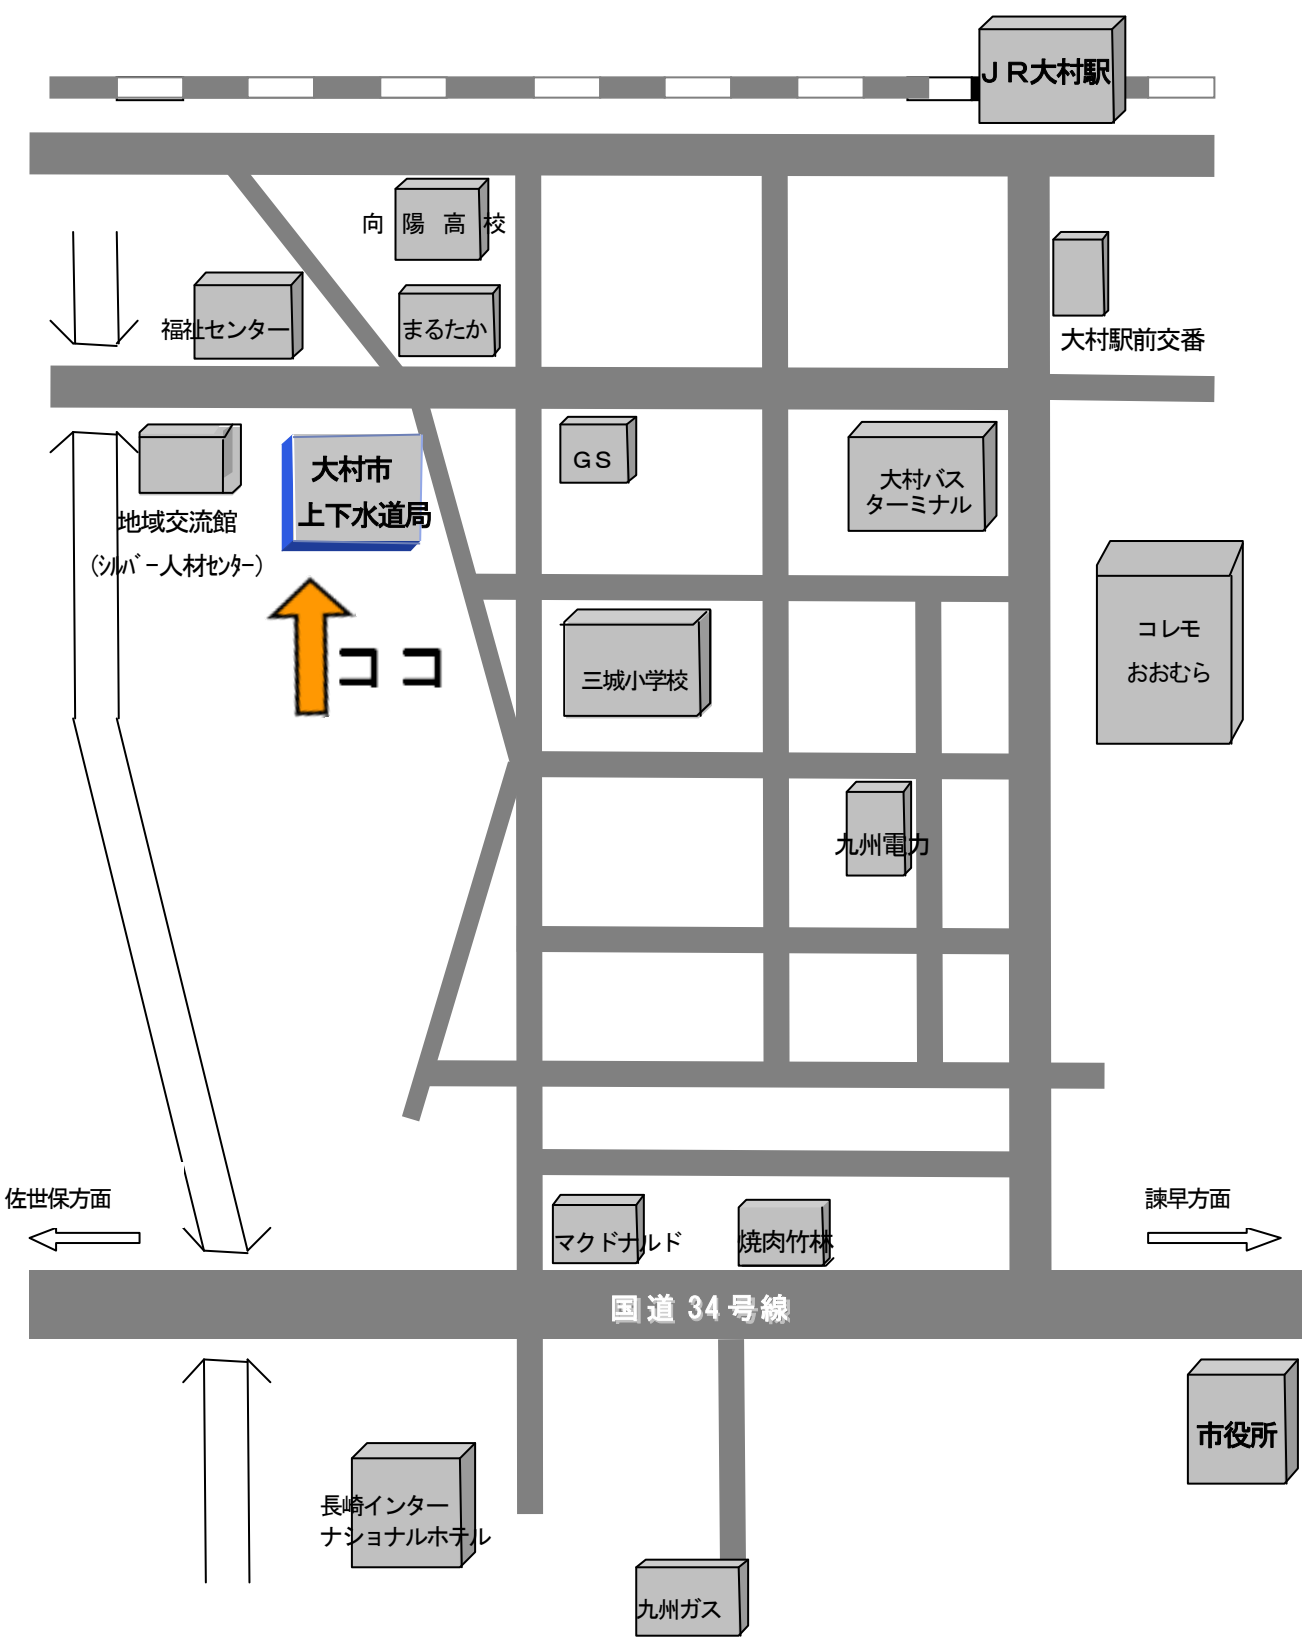 ＪＲ大村駅
向陽高校
福祉センター
まるたか
大村駅前交番
大村市
上下水道局
ＧＳ
大村バス
ターミナル
地域交流館
（ｼﾙﾊﾞｰ人材ｾﾝﾀｰ）
コレモ
おおむら
ココ
三城小学校
九州電力
佐世保方面
諫早方面
マクドナルド
焼肉竹林
国道34号線
市役所
長崎インター
ナショナルホテル
九州ガス